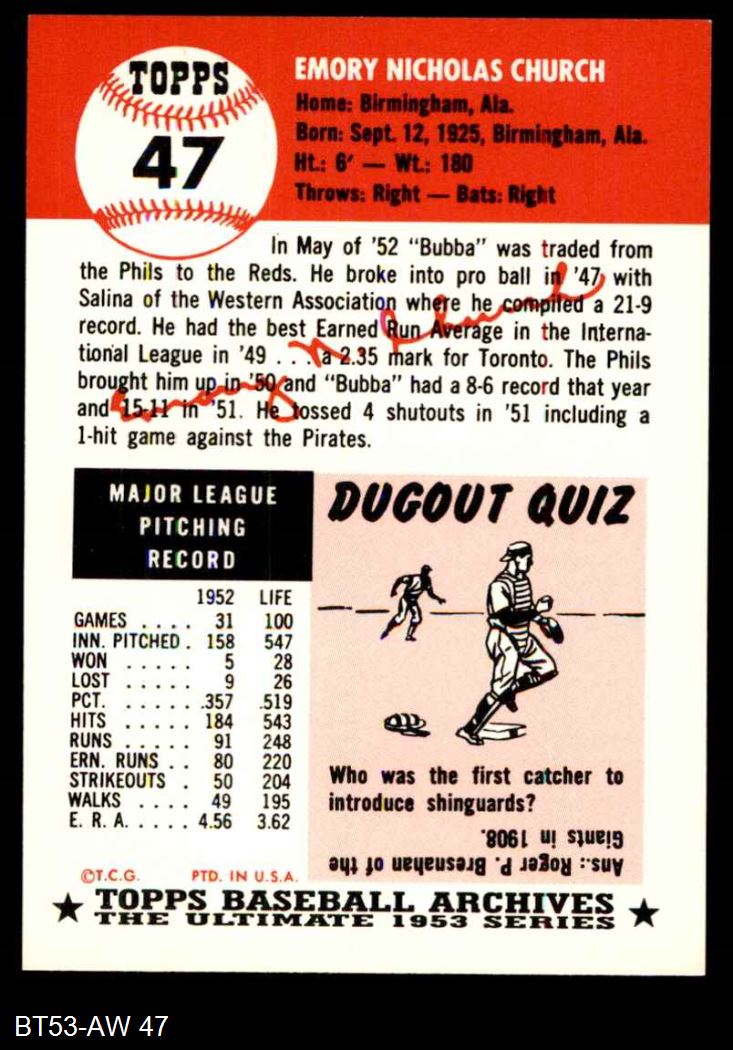 TOPPS
47
EMORY NICHOLAS CHURCH
Home: Birmingham, Ala.
Born: Sept. 12, 1925, Birmingham, Ala.
Ht.: 6' — Wt.: 180
Throws: Right — Bats: Right
In May of '52 "Bubba" was traded from
the Phils to the Reds. He broke into pro ball in '47 with
Salina of the Western Association where he compiled a 21-9
record. He had the best Earned Run Average in the Interna-
tional League in '49 . . . a 2.35 mark for Toronto. The Phils
brought him up in '50 and "Bubba" had a 8-6 record that year
and 15-11 in '51. He tossed 4 shutouts in '51 including a
1-hit game against the Pirates.
Emory N. Church
MAJOR LEAGUE
PITCHING
RECORD
1952 LIFE
GAMES . . . . 31 100
INN. PITCHED . 158 547
WON . . . . . 5 28
LOST . . . . . 9 26
PCT. . . . . . .357 .519
HITS . . . . . 184 543
RUNS . . . . . 91 248
ERN. RUNS . . 80 220
STRIKEOUTS . 50 204
WALKS . . . . 49 195
E. R. A. . . . . . 4.56 3.62
DUGOUT QUIZ
Who was the first catcher to
introduce shinguards?
Ans.: Roger P. Bresnahan of the
Giants in 1908.
©T.C.G. PTD. IN U.S.A.
★ TOPPS BASEBALL ARCHIVES ★
THE ULTIMATE 1953 SERIES
BT53-AW 47